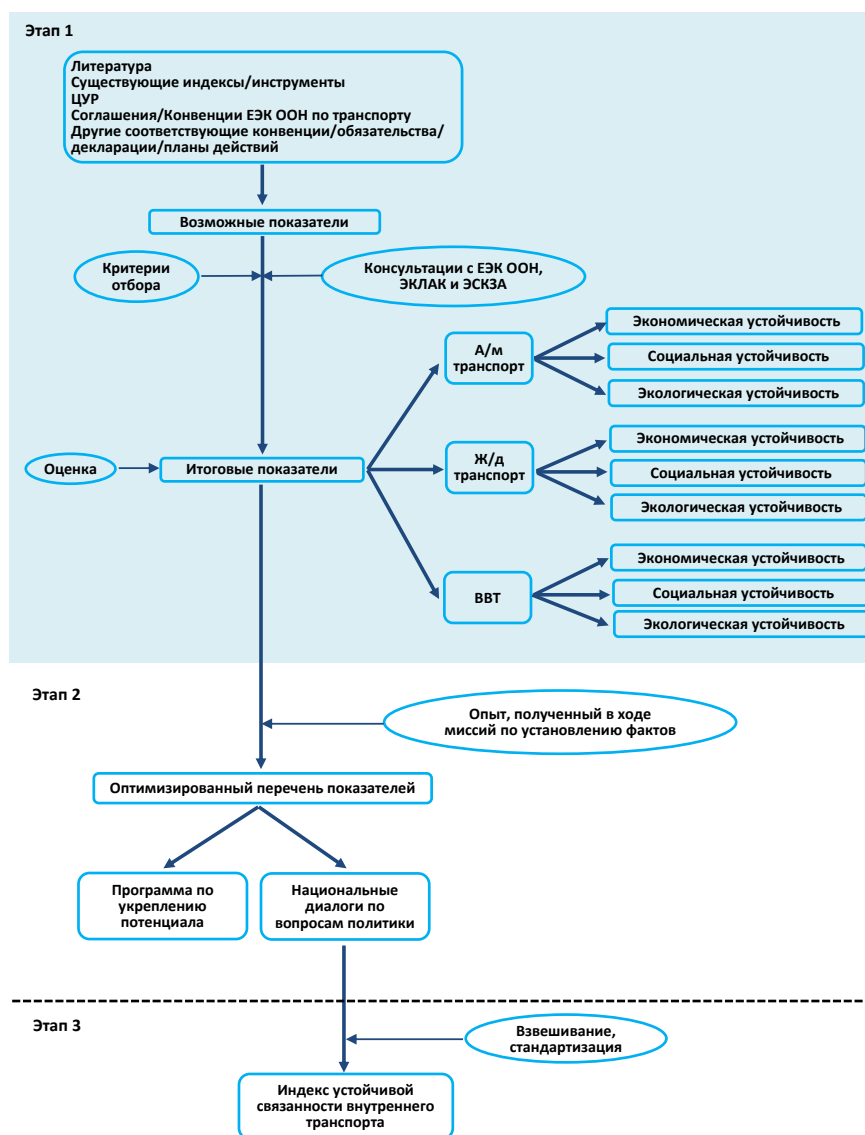 Этап 1
Литература
Существующие индексы/инструменты
ЦУР
Соглашения/Конвенции ЕЭК ООН по транспорту
Другие соответствующие конвенции/обязательства/
декларации/планы действий
Возможные показатели
Критерии
отбора
Консультации с ЕЭК ООН,
ЭКЛАК и ЭСКЗА
А/м
транспорт
Экономическая устойчивость
Социальная устойчивость
Экологическая устойчивость
Оценка
Итоговые показатели
Ж/д
транспорт
Экономическая устойчивость
Социальная устойчивость
Экологическая устойчивость
ВВТ
Экономическая устойчивость
Социальная устойчивость
Экологическая устойчивость
Этап 2
Опыт, полученный в ходе
миссий по установлению фактов
Оптимизированный перечень показателей
Программа по
укреплению
потенциала
Национальные
диалоги по
вопросам политики
Этап 3
Взвешивание,
стандартизация
Индекс устойчивой
связанности внутреннего
транспорта